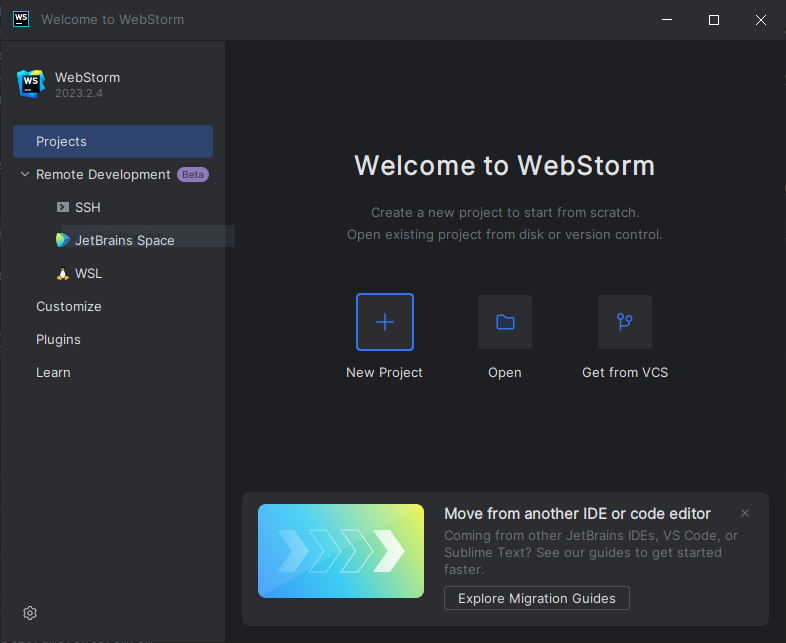 WS Welcome to WebStorm
WS WebStorm
2023.2.4
Projects
Remote Development Beta
SSH
JetBrains Space
WSL
Customize
Plugins
Learn
Welcome to WebStorm
Create a new project to start from scratch.
Open existing project from disk or version control.
New Project Open Get from VCS
Move from another IDE or code editor
Coming from other JetBrains IDEs, VS Code, or
Sublime Text? See our guides to get started
faster.
Explore Migration Guides